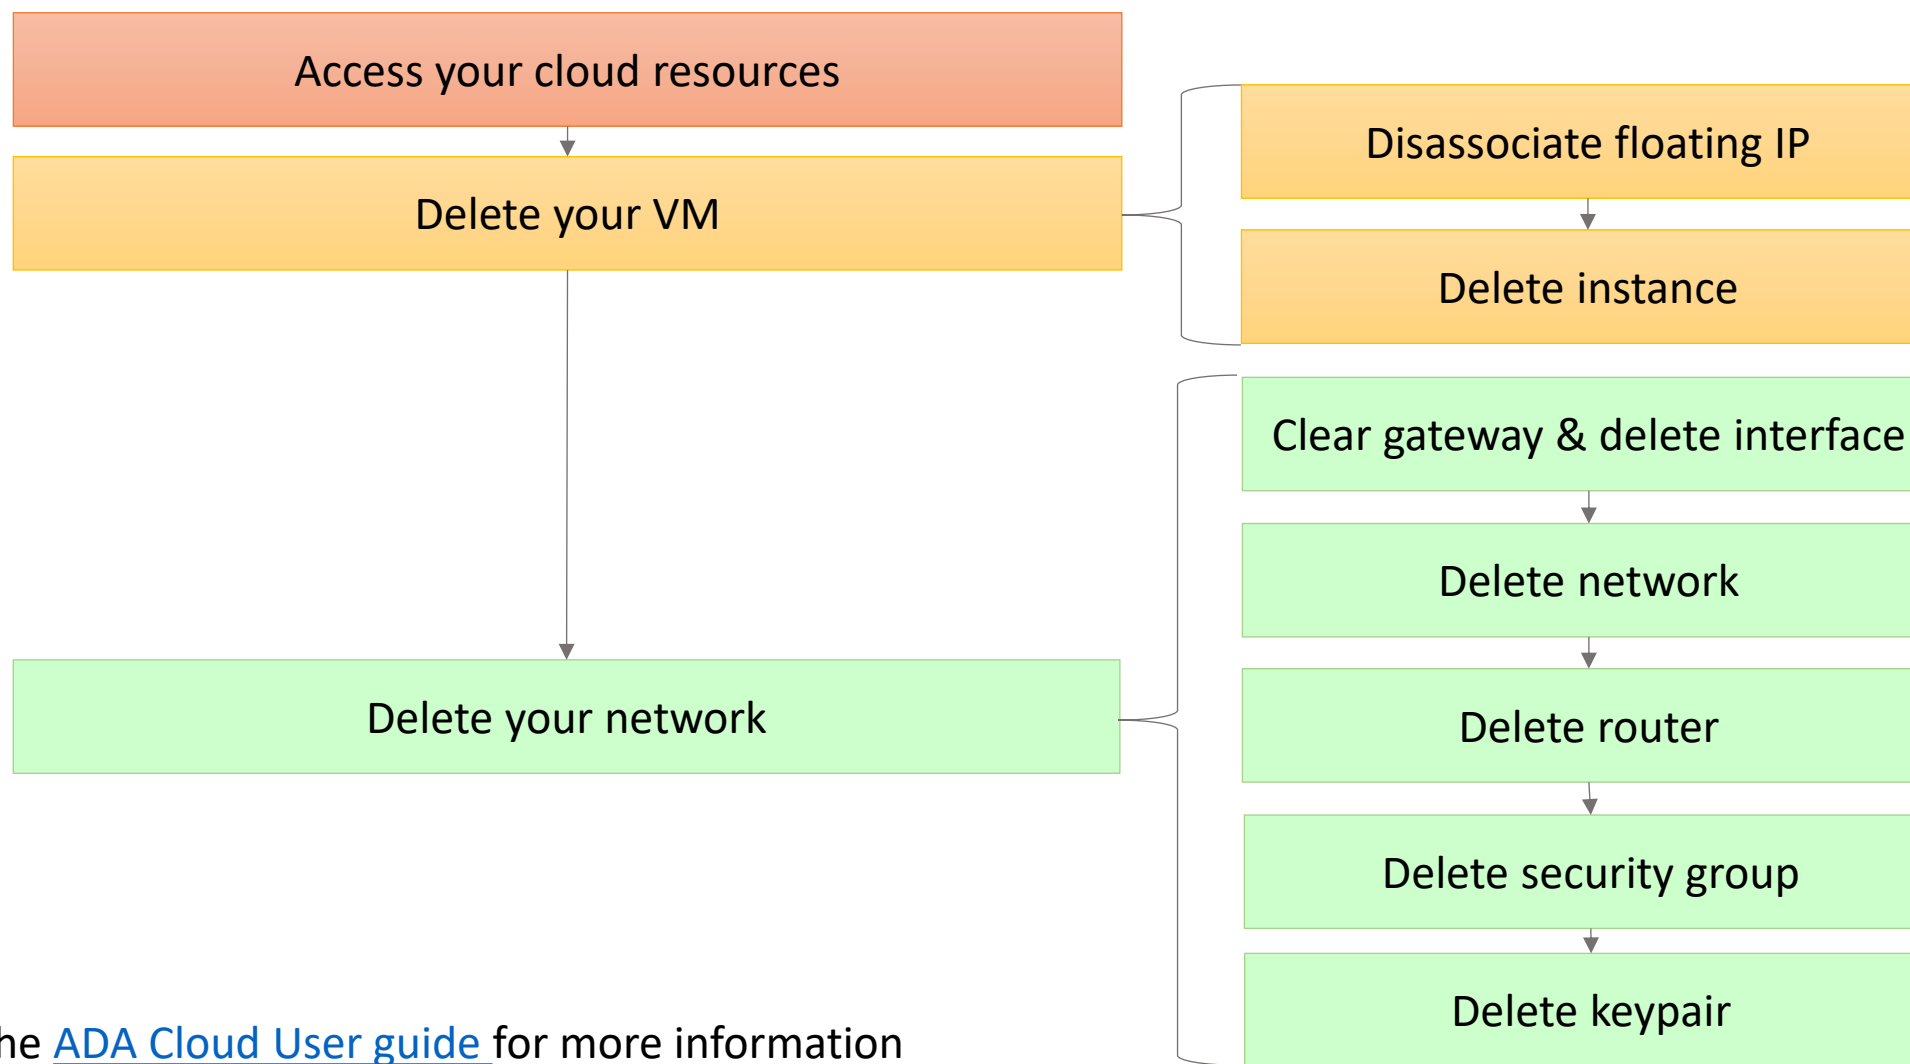 Access your cloud resources
Delete your VM
Disassociate floating IP
Delete instance
Delete your network
Clear gateway & delete interface
Delete network
Delete router
Delete security group
Delete keypair
ADA Cloud User guide for more information